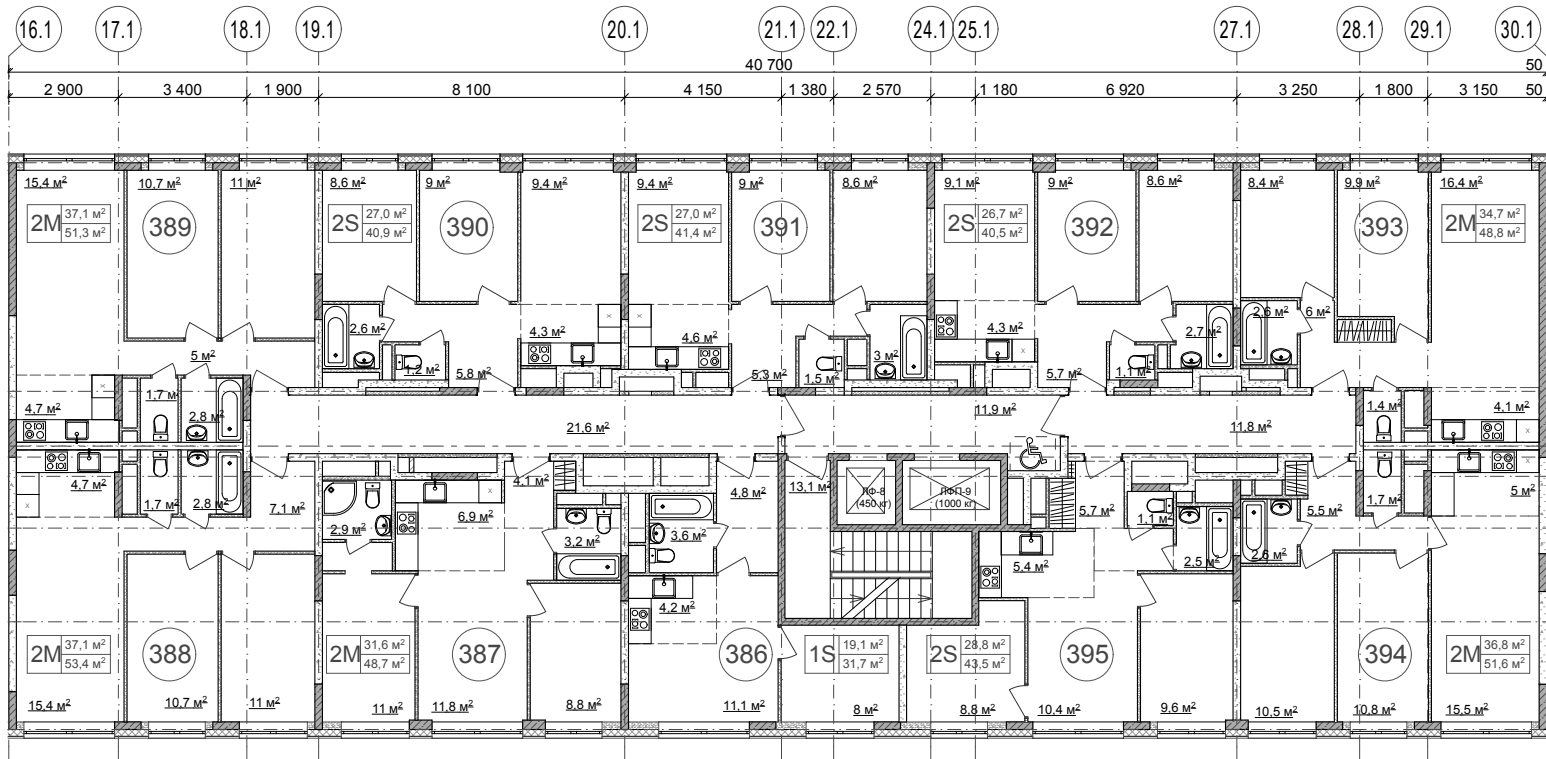 16.1 17.1 18.1 19.1 20.1 21.1 22.1 24.1 25.1 27.1 28.1 29.1 30.1
40 700 50
2 900 3 400 1 900 8 100 4 150 1 380 2 570 1 180 6 920 3 250 1 800 3 150 50
15.4 м² 10.7 м² 11 м² 8,6 м² 9 м² 9,4 м² 9,4 м² 9 м² 8,6 м² 9,1 м² 9 м² 8,6 м² 8,4 м² 9,9 м² 16,4 м²
2M 37,1 м² 389 2S 27,0 м² 390 2S 27,0 м² 391 2S 26,7 м² 392 393 2M 34,7 м²
51,3 м² 40,9 м² 41,4 м² 40,5 м² 48,8 м²
2,6 м² 4,3 м² 4,6 м² 4,3 м² 2,7 м² 2,6 м² 6 м²
5 м² 1,2 м² 5,8 м² 5,3 м² 1,5 м² 3 м² 5,7 м² 1,1 м²
4,7 м² 1,7 м² 2,8 м² 21,6 м² 11,9 м² 11,8 м² 1,4 м² 4,1 м²
4,7 м² 1,7 м² 2,8 м² 7,1 м² 4,1 м² 4,8 м² 13,1 м² ЛФ-8 ЛФП-9 1,7 м² 5 м²
(450 кг) (1000 кг)
2,9 м² 6,9 м² 3,2 м² 3,6 м² 5,7 м² 1,1 м² 5,5 м²
4,2 м² 5,4 м² 2,5 м² 2,6 м²
2M 37,1 м² 388 2M 31,6 м² 387 386 1S 19,1 м² 2S 28,8 м² 395 394 2M 36,8 м²
53,4 м² 48,7 м² 31,7 м² 43,5 м² 51,6 м²
15,4 м² 10,7 м² 11 м² 11 м² 11,8 м² 8,8 м² 11,1 м² 8 м² 8,8 м² 10,4 м² 9,6 м² 10,5 м² 10,8 м² 15,5 м²